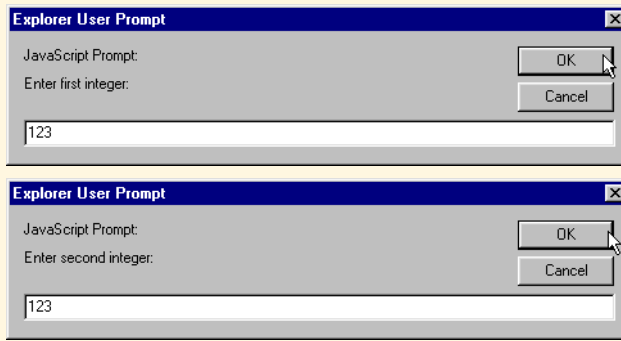 Explorer User Prompt
JavaScript Prompt:
OK
Enter first integer:
Cancel
123
Explorer User Prompt
JavaScript Prompt:
OK
Enter second integer:
Cancel
123